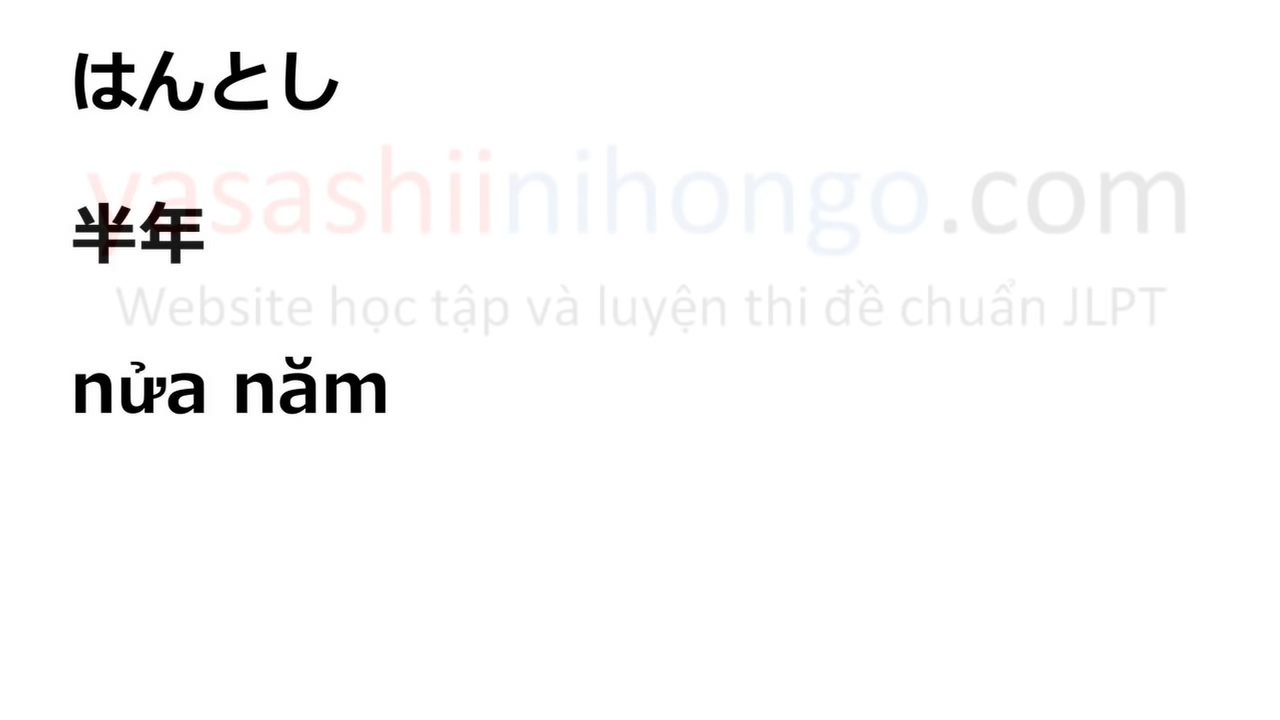 はんとし
yasashiinihongo.com
半年
Website học tập và luyện thi đề chuẩn JLPT
nửa năm